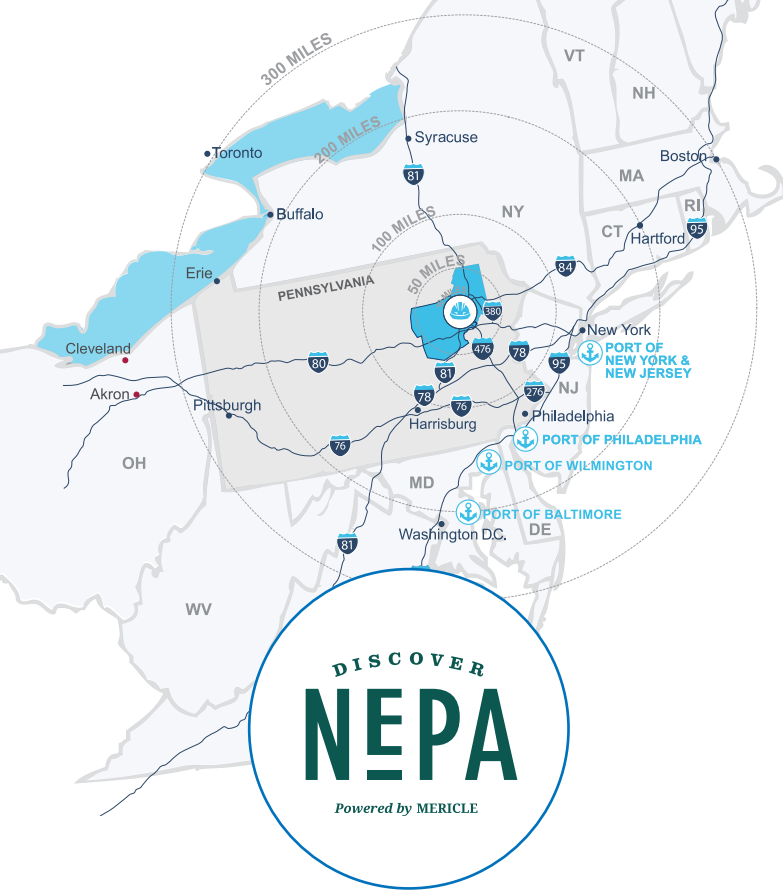 300 MILES
VT
NH
200 MILES
Syracuse
Toronto
Boston
81
MA
100 MILES
NY
RI
Buffalo
CT
95
Hartford
50 MILES
84
Erie
PENNSYLVANIA
380
New York
Cleveland
476
78
PORT OF
NEW YORK &
NEW JERSEY
80
95
81
Akron
NJ
276
78
76
Pittsburgh
Harrisburg
Philadelphia
76
PORT OF PHILADELPHIA
OH
PORT OF WILMINGTON
MD
PORT OF BALTIMORE
Washington D.C.
DE
81
WV
DISCOVER
NEPA
Powered by MERICLE